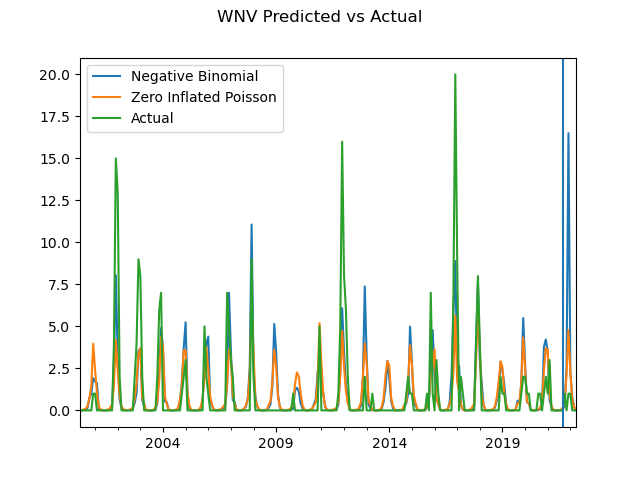 WNV Predicted vs Actual
Negative Binomial
Zero Inflated Poisson
Actual
20.0
17.5
15.0
12.5
10.0
7.5
5.0
2.5
0.0
2004 2009 2014 2019